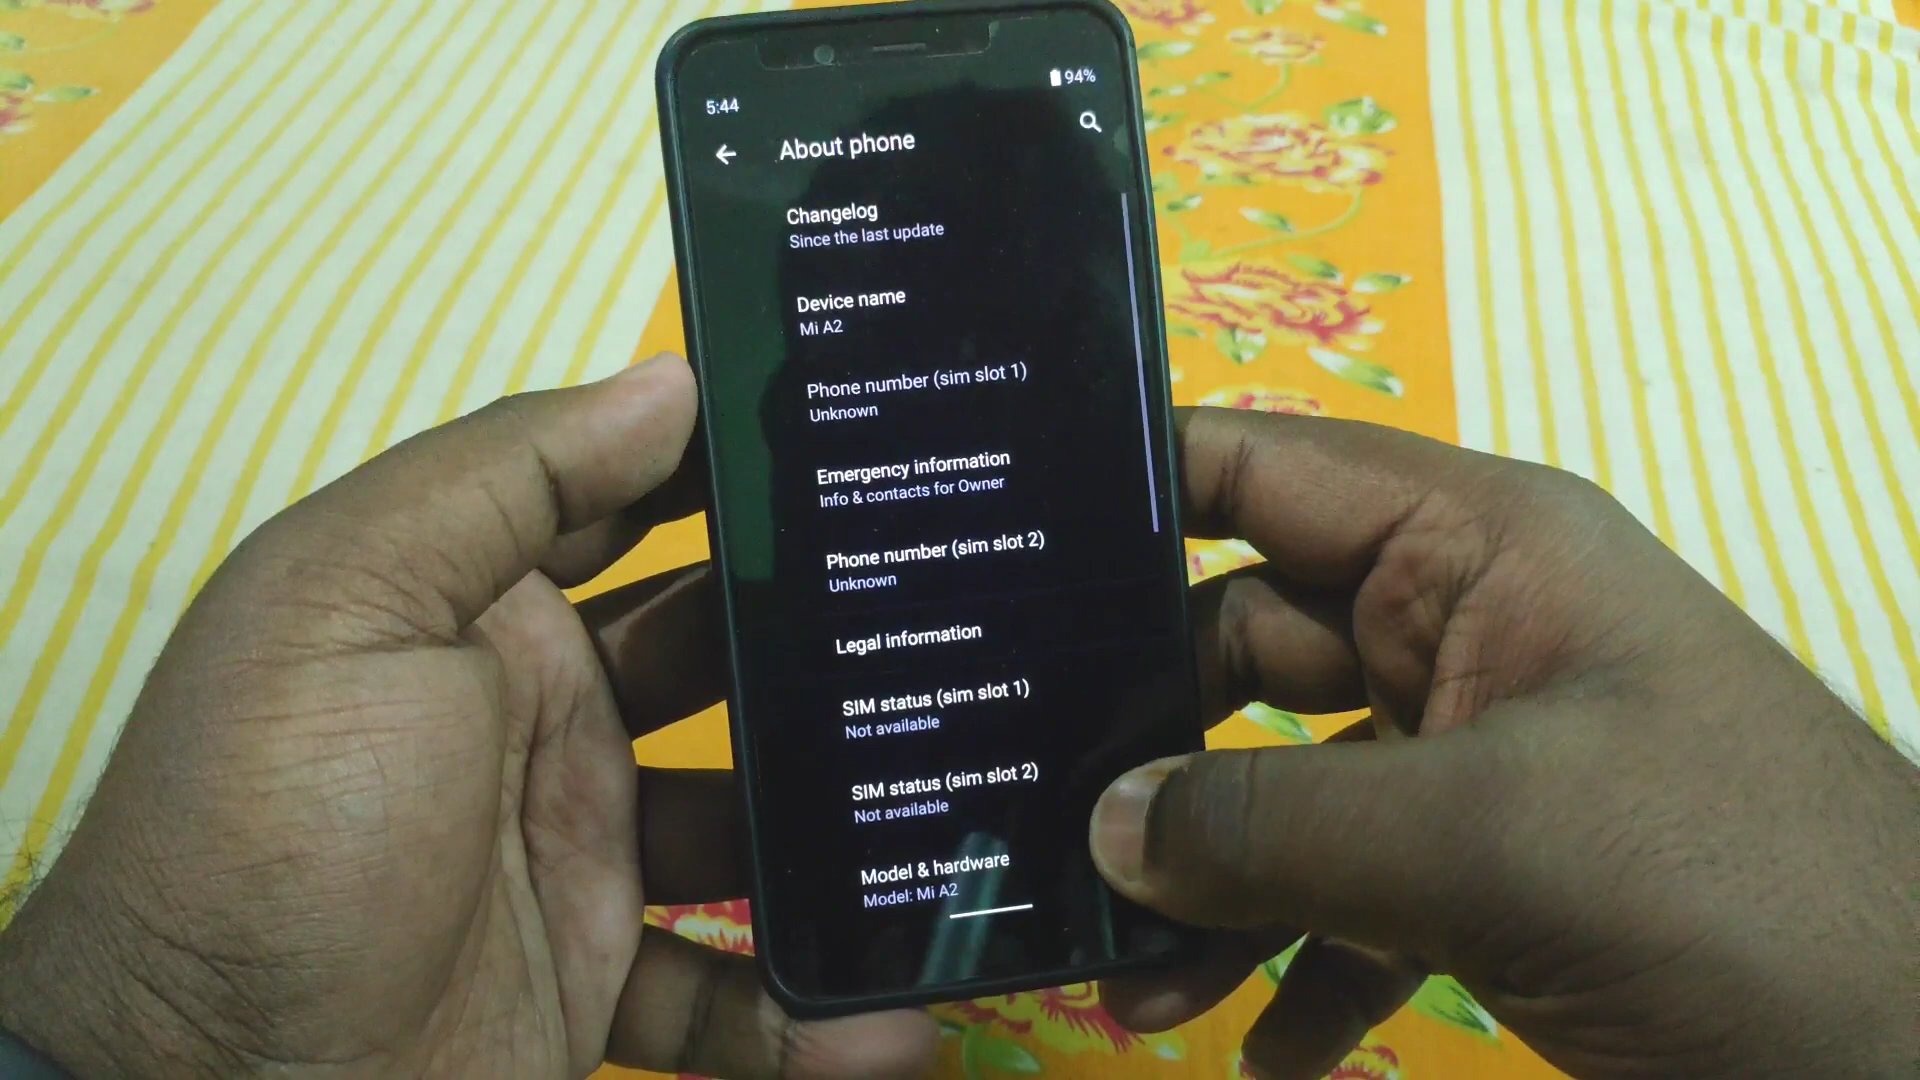 5:44
94%
About phone
Changelog
Since the last update
Device name
Mi A2
Phone number (sim slot 1)
Unknown
Emergency information
Info & contacts for Owner
Phone number (sim slot 2)
Unknown
Legal information
SIM status (sim slot 1)
Not available
SIM status (sim slot 2)
Not available
Model & hardware
Model: Mi A2